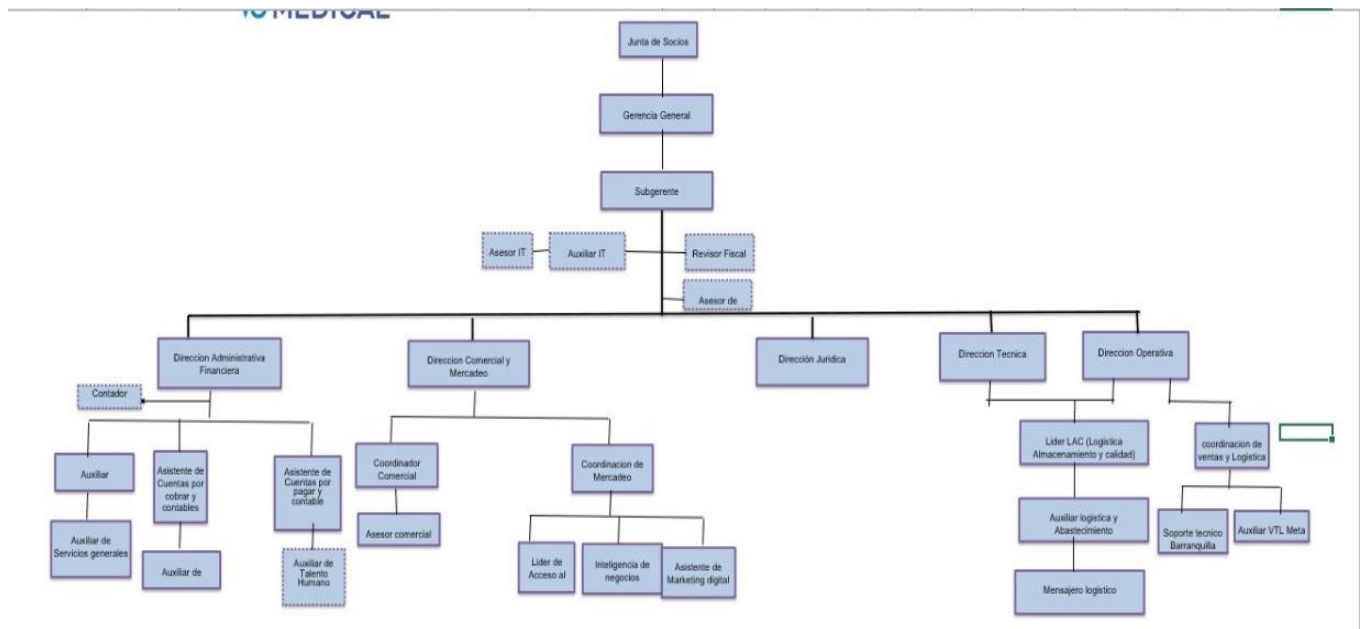 MEDICAL
Junta de Socios
Gerencia General
Subgerente
Asesor IT
Auxiliar IT
Revisor Fiscal
Asesor de
Direccion Administrativa
Financiera
Direccion Comercial y
Mercadeo
Dirección Juridica
Direccion Tecnica
Direccion Operativa
Contador
Auxiliar
Asistente de
Cuentas por
cobrar y
contables
Asistente de
Cuentas por
pagar y
contable
Coordinador
Comercial
Coordinacion de
Mercadeo
Lider LAC (Logistica
Almacenamiento y calidad)
coordinacion de
ventas y Logistica
Auxiliar de
Servicios generales
Auxiliar de
Auxiliar de
Talento
Humano
Asesor comercial
Lider de
Acceso al
Inteligencia de
negocios
Asistente de
Marketing digital
Auxiliar logistica y
Abastecimiento
Soporte tecnico
Barranquilla
Auxiliar VTL Meta
Mensajero logistico